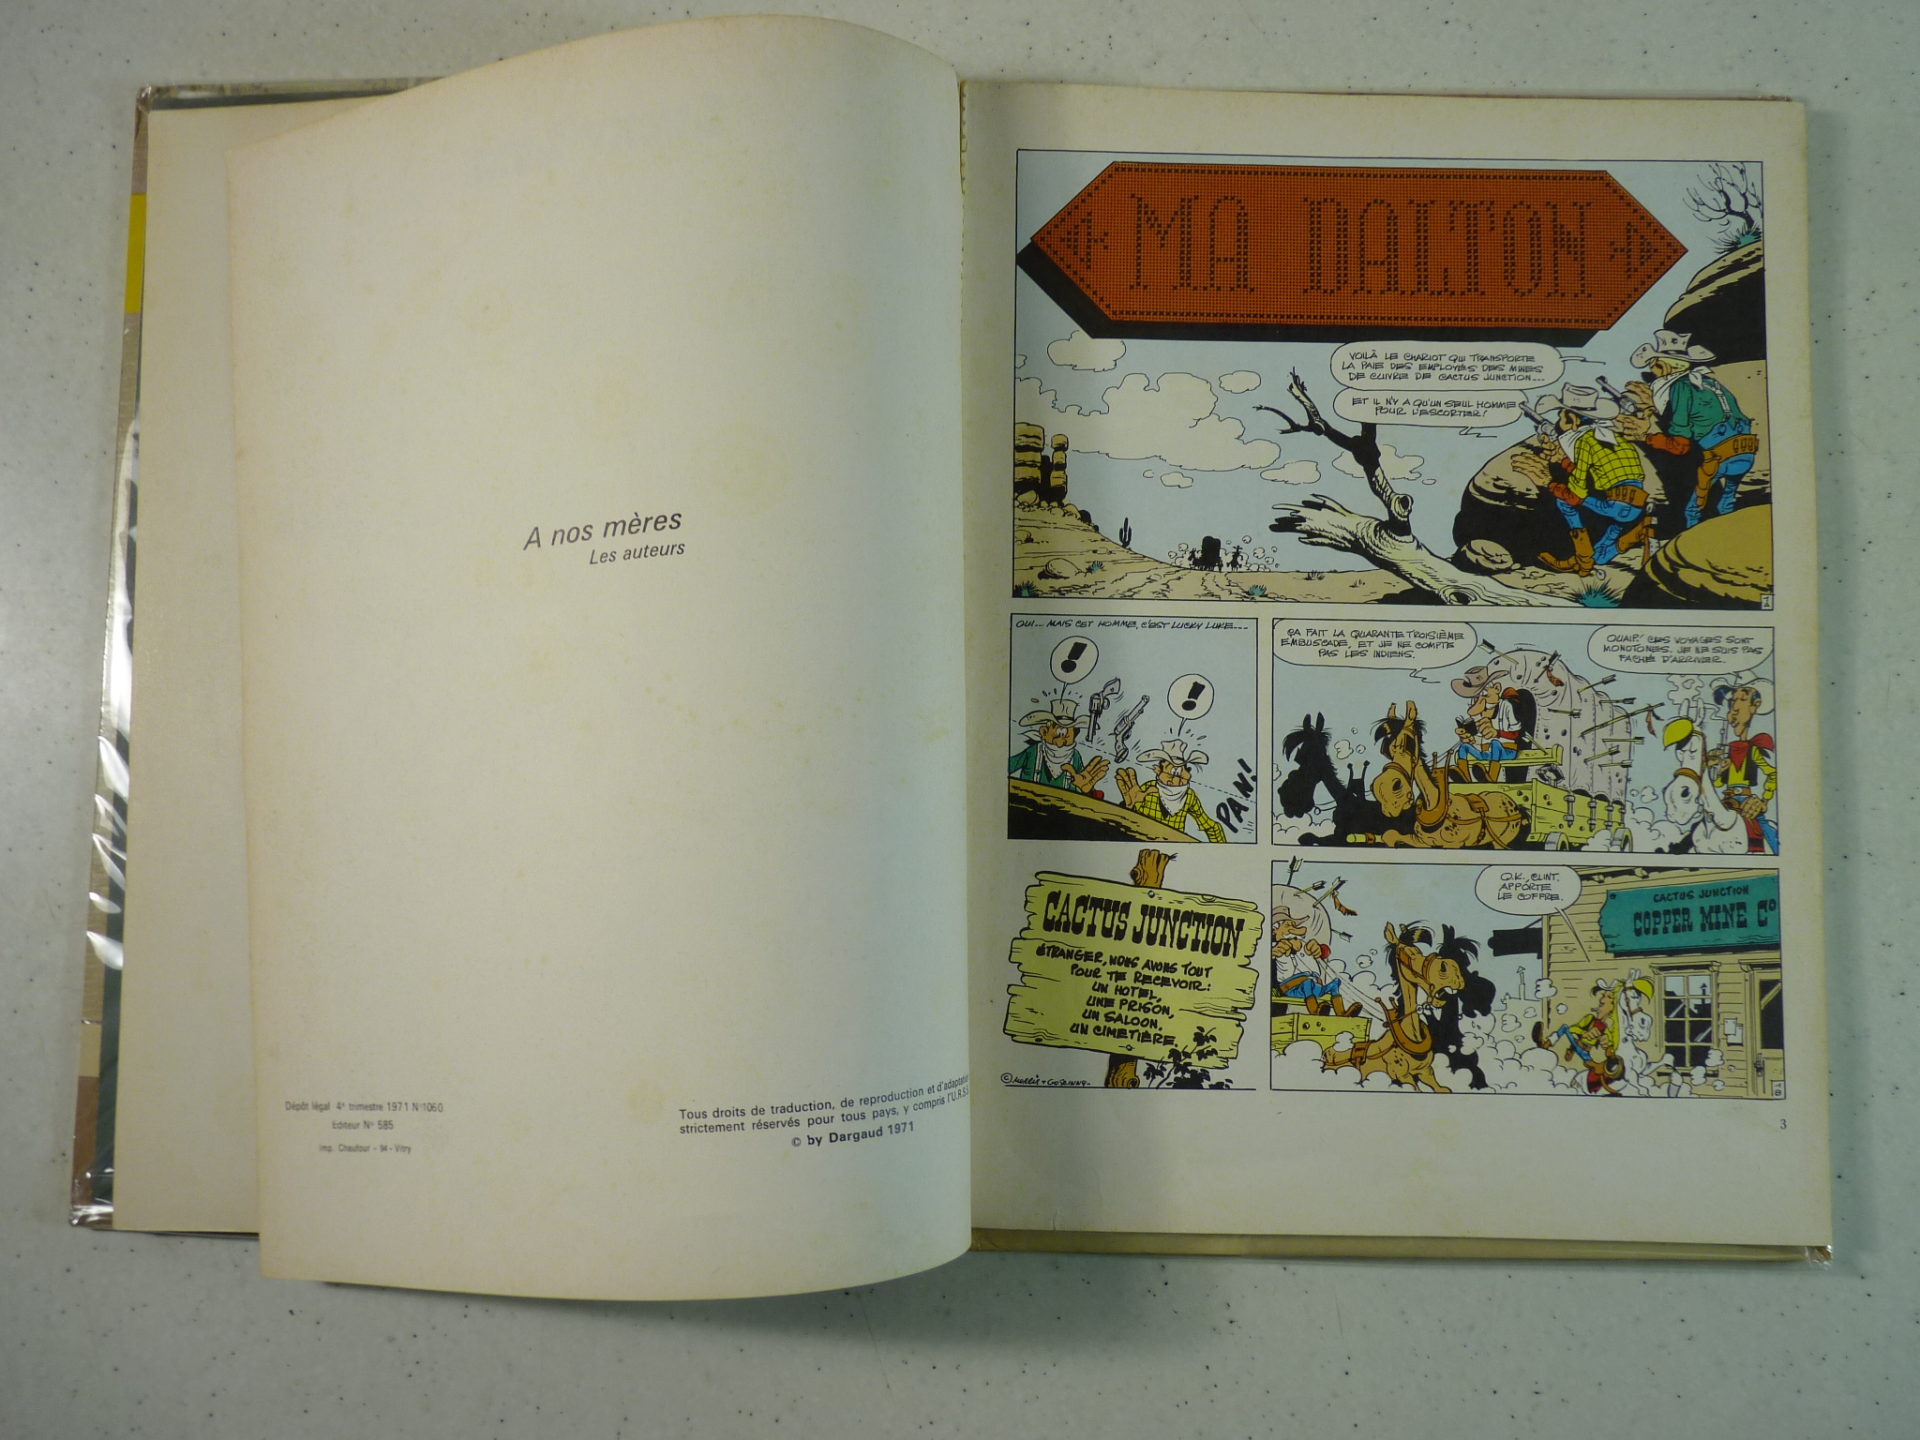 A nos mères
Les auteurs
Dépôt légal 4e trimestre 1971 N° 1060
Editeur N° 585
Imp. Chaufour - 94 - Vitry
Tous droits de traduction, de reproduction et d'adaptation
strictement réservés pour tous pays, y compris l'U.R.S.S
© by Dargaud 1971
MA DALTON
VOILÀ LE CHARIOT QUI TRANSPORTE
LA PAIE DES EMPLOYÉS DES MINES
DE CUIVRE DE CACTUS JUNCTION...
ET IL N'Y A QU'UN SEUL HOMME
POUR L'ESCORTER!
1A
OUI... MAIS CET HOMME, C'EST LUCKY LUKE...
!
!
PAN!
ÇA FAIT LA QUARANTE TROISIÈME
EMBUSCADE, ET JE NE COMPTE
PAS LES INDIENS.
OUAIP! CES VOYAGES SONT
MONOTONES. JE NE SUIS PAS
FÂCHÉ D'ARRIVER.
CACTUS JUNCTION
ÉTRANGER, NOUS AVONS TOUT
POUR TE RECEVOIR:
UN HOTEL,
UNE PRISON,
UN SALOON,
UN CIMETIÈRE.
© Morris + Goscinny -
O.K., CLINT.
APPORTE
LE COFFRE.
CACTUS JUNCTION
COPPER MINE Co
1B
3